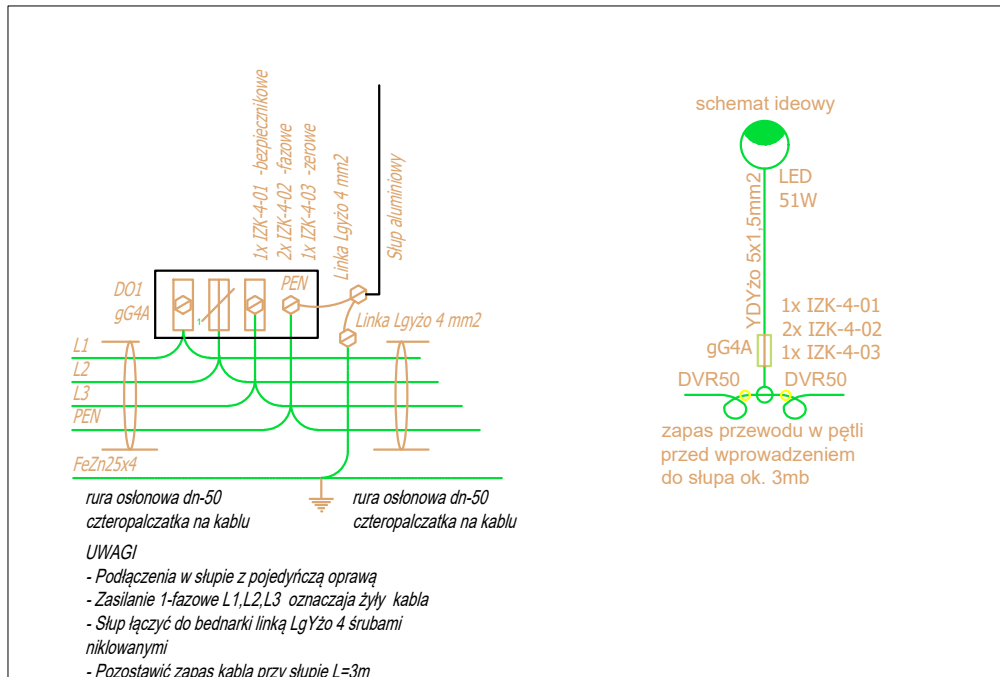 1x IZK-4-01 -bezpiecznikowe
2x IZK-4-02 -fazowe
1x IZK-4-03 -zerowe
Linka Lgyżo 4 mm2
Słup aluminiowy
DO1
gG4A
1
PEN
Linka Lgyżo 4 mm2
L1
L2
L3
PEN
FeZn25x4
rura osłonowa dn-50
czteropalczatka na kablu
rura osłonowa dn-50
czteropalczatka na kablu
UWAGI
- Podłączenia w słupie z pojedyńczą oprawą
- Zasilanie 1-fazowe L1,L2,L3 oznaczaja żyły kabla
- Słup łączyć do bednarki linką LgYżo 4 śrubami
niklowanymi
- Pozostawić zapas kabla przy słupie L=3m
schemat ideowy
LED
51W
YDYżo 5x1,5mm2
1x IZK-4-01
2x IZK-4-02
1x IZK-4-03
gG4A
DVR50
DVR50
zapas przewodu w pętli
przed wprowadzeniem
do słupa ok. 3mb